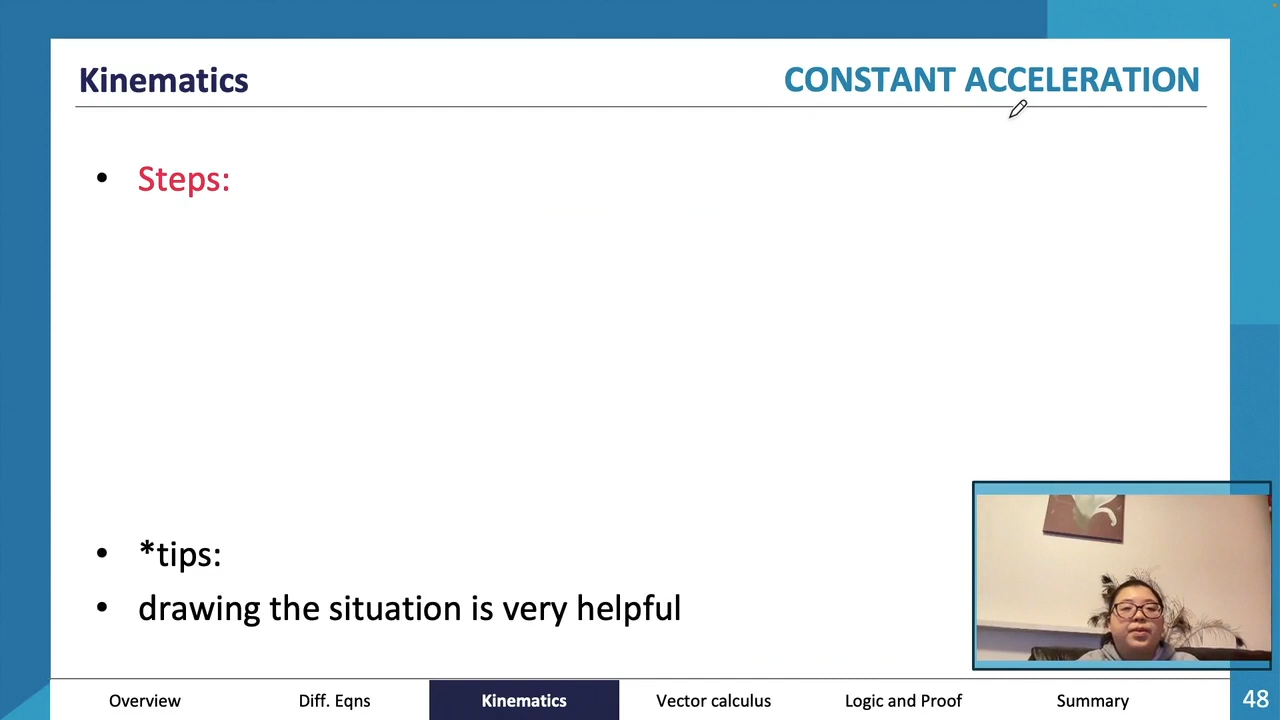 Kinematics
CONSTANT ACCELERATION
• Steps:
• *tips:
• drawing the situation is very helpful
Overview Diff. Eqns Kinematics Vector calculus Logic and Proof Summary 48